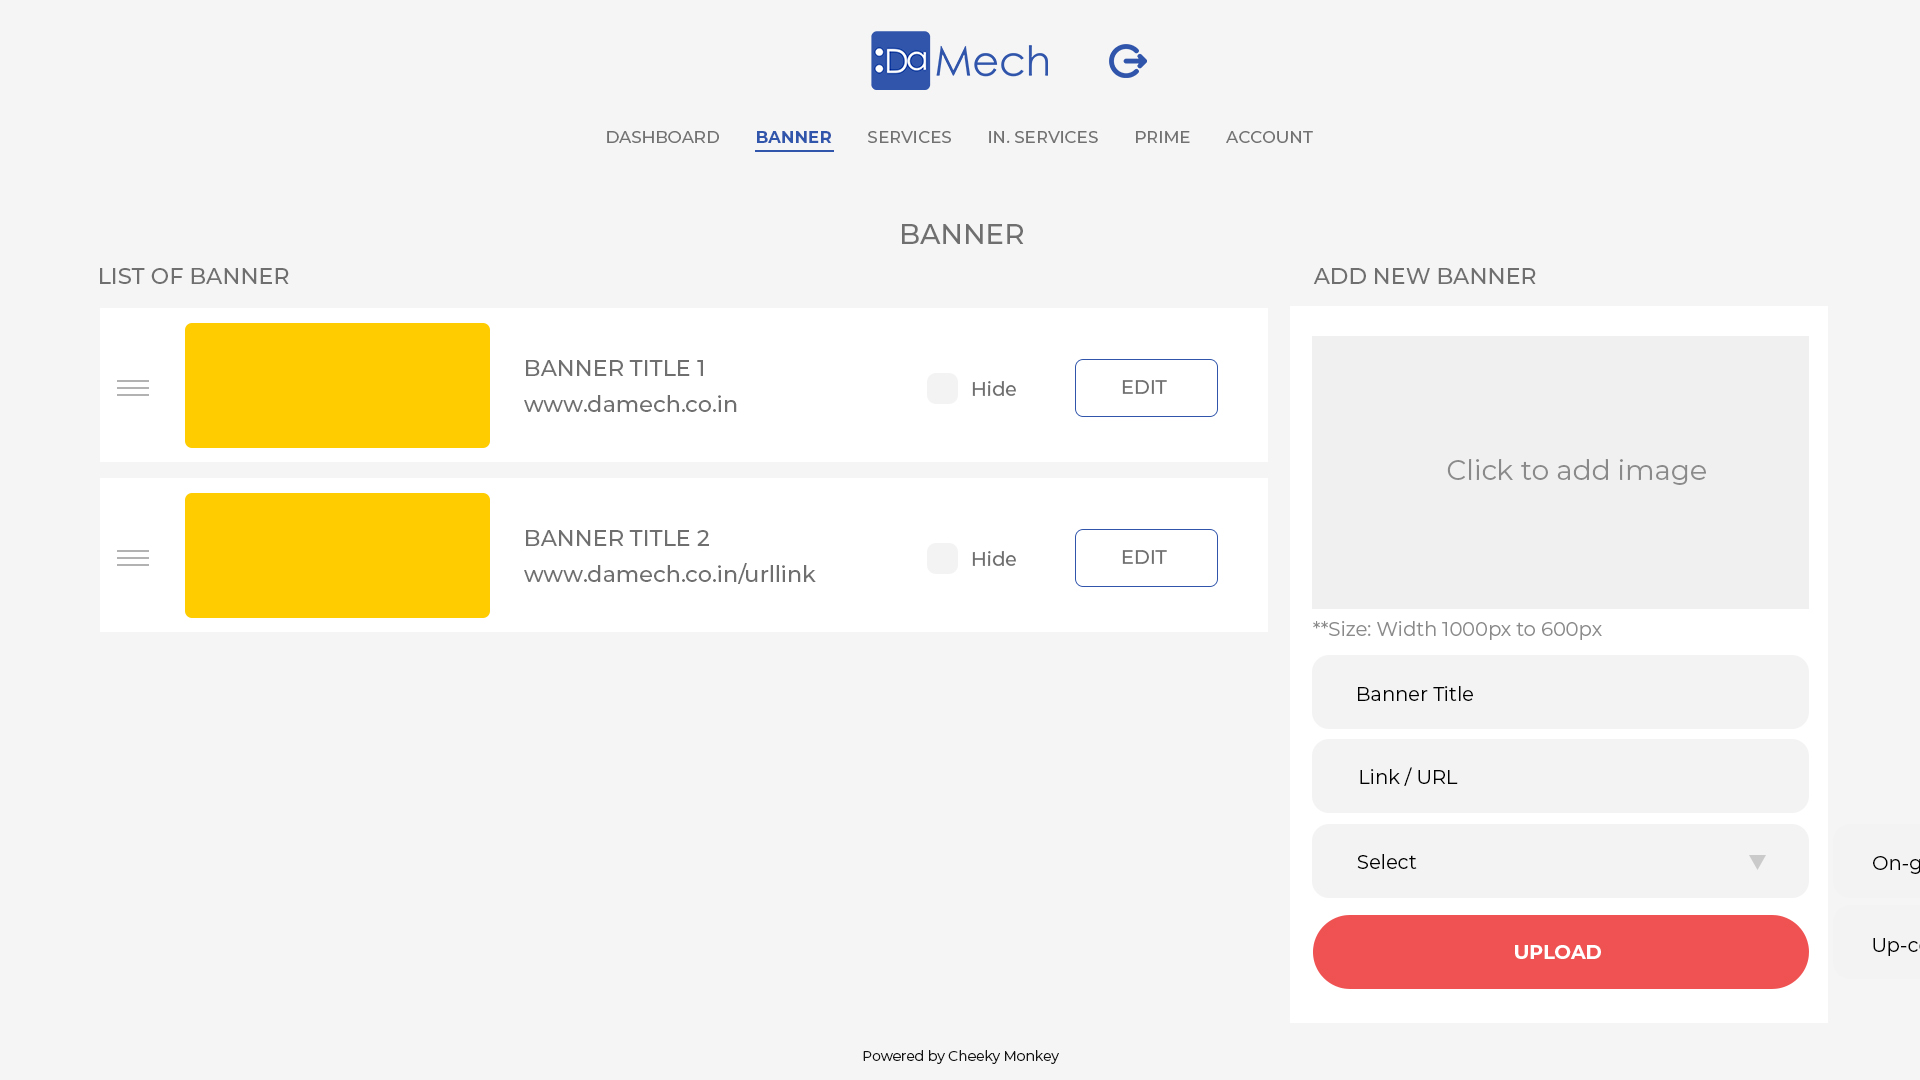 :Da Mech
DASHBOARD BANNER SERVICES IN. SERVICES PRIME ACCOUNT
BANNER
LIST OF BANNER
BANNER TITLE 1
www.damech.co.in
Hide
EDIT
BANNER TITLE 2
www.damech.co.in/urllink
Hide
EDIT
ADD NEW BANNER
Click to add image
**Size: Width 1000px to 600px
Banner Title
Link / URL
Select
UPLOAD
On-g
Up-c
Powered by Cheeky Monkey